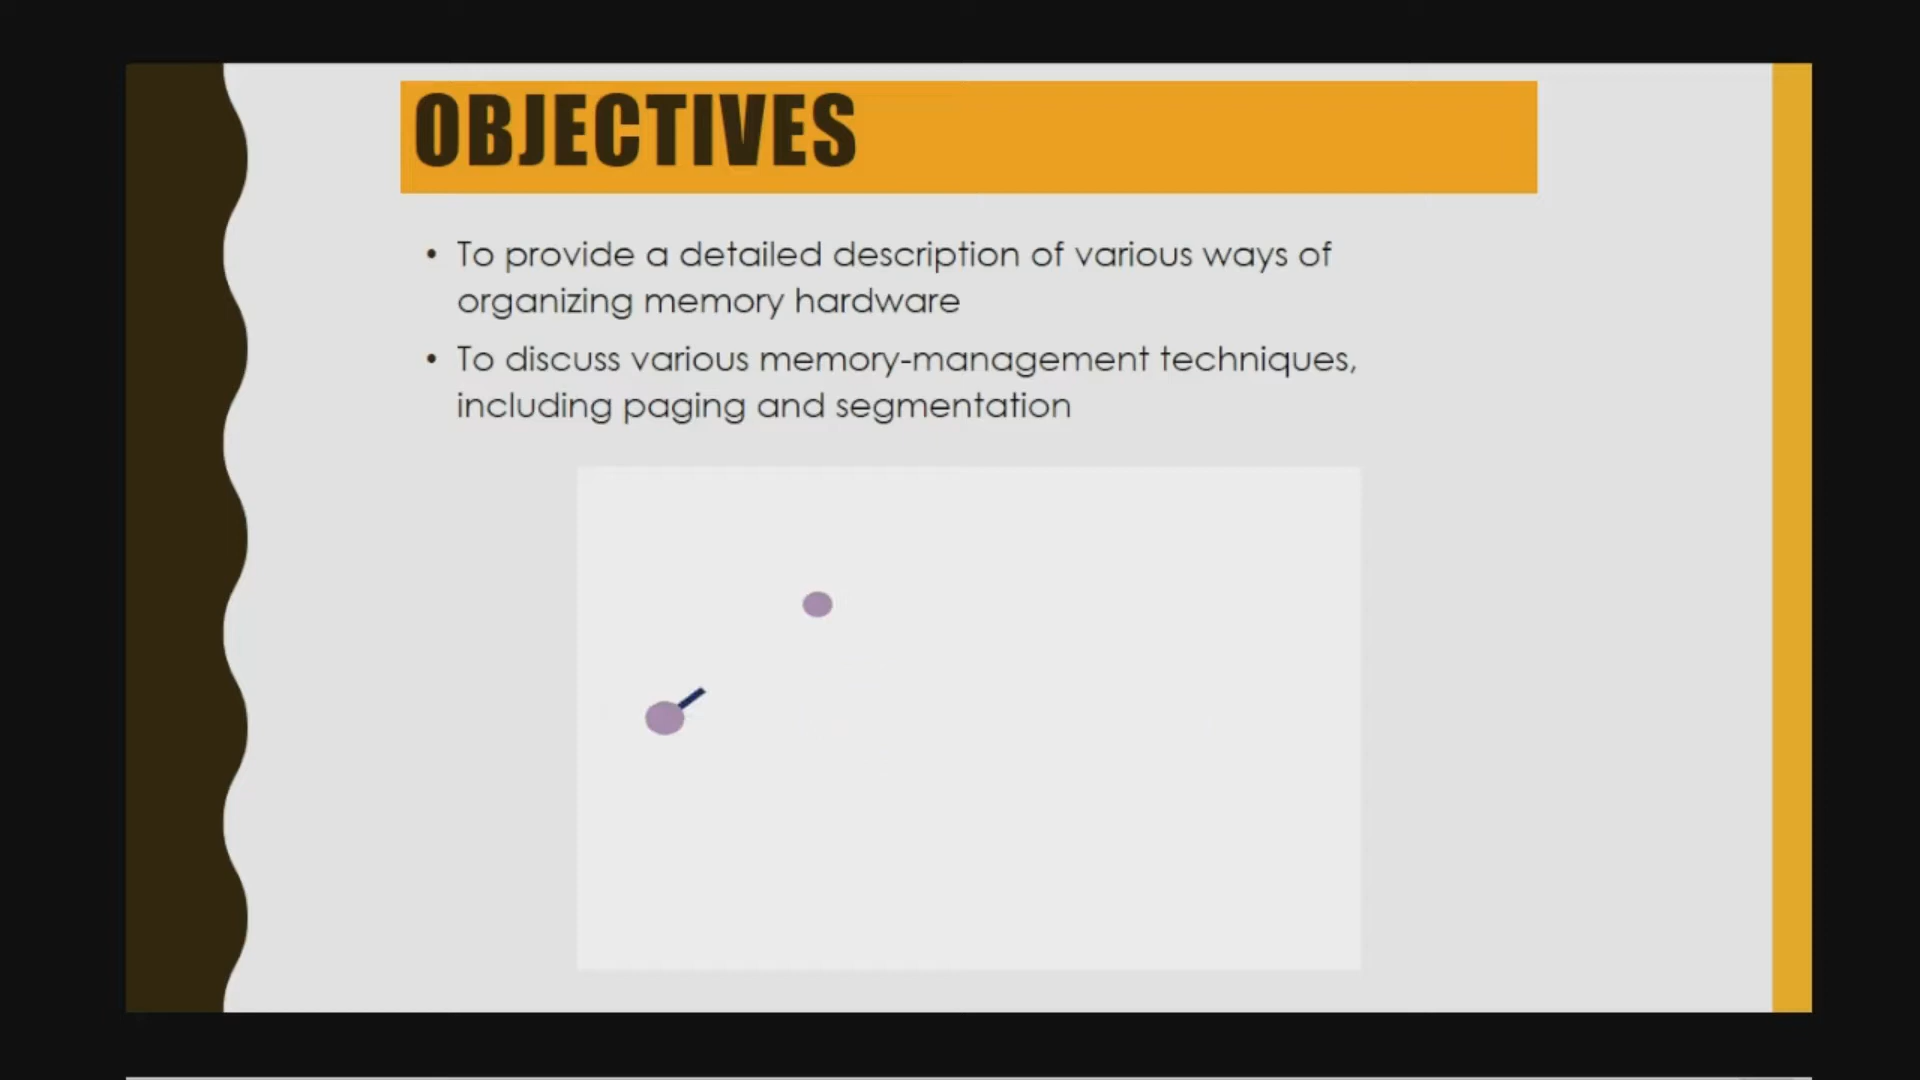 OBJECTIVES
• To provide a detailed description of various ways of
organizing memory hardware
• To discuss various memory-management techniques,
including paging and segmentation